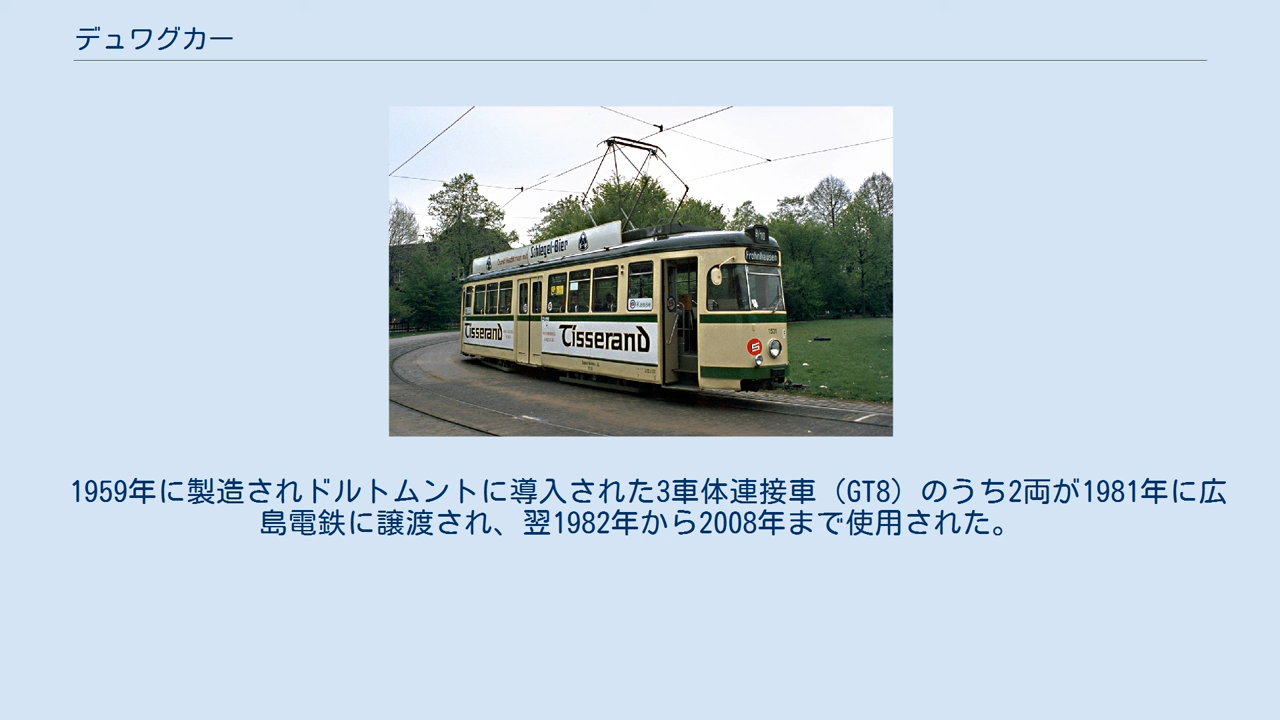 デュワグカー
Schlegel-Bier
8/10
Frohnhausen
Tisserand
Tisserand
S
1959年に製造されドルトムントに導入された3車体連接車（GT8）のうち2両が1981年に広
島電鉄に譲渡され、翌1982年から2008年まで使用された。